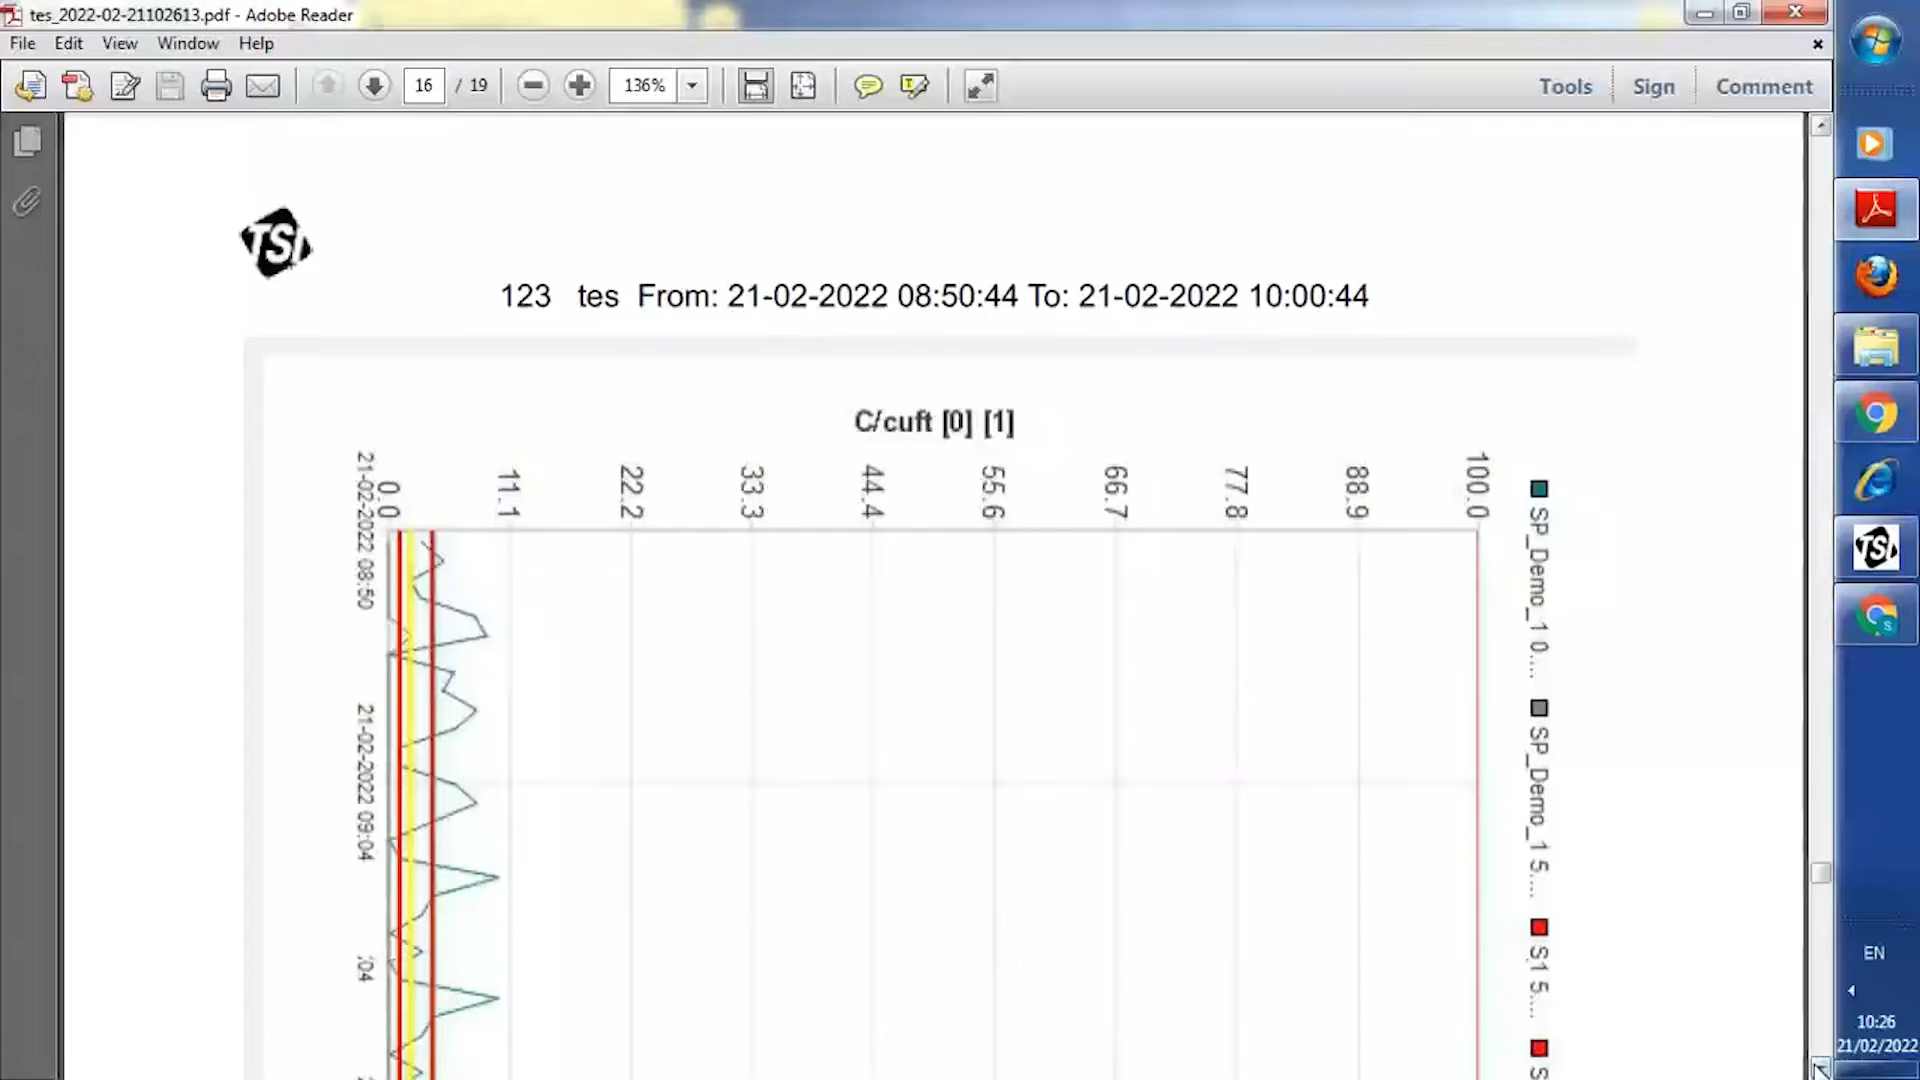 tes_2022-02-21102613.pdf - Adobe Reader
File Edit View Window Help
16 / 19 136% Tools Sign Comment
TSI
123 tes From: 21-02-2022 08:50:44 To: 21-02-2022 10:00:44
C/cuft [0] [1]
0.0 11.1 22.2 33.3 44.4 55.6 66.7 77.8 88.9 100.0
21-02-2022 08:50
21-02-2022 09:04
:04
SP_Demo_1 0....
SP_Demo_1 5....
S1 5....
S
TSI
EN
10:26
21/02/2022